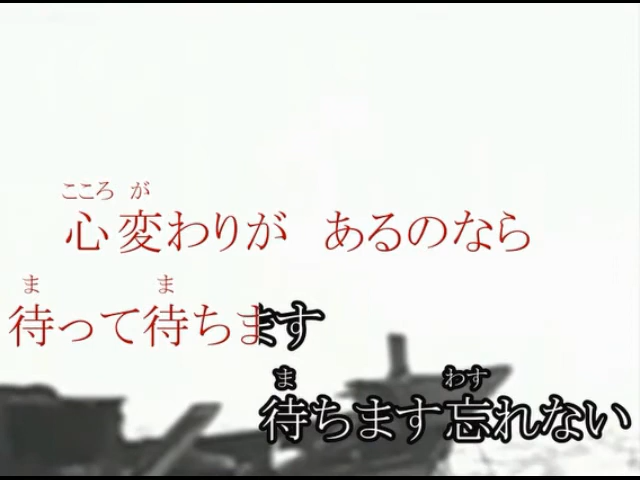 こころ が
心変わりが あるのなら
ま ま
待って待ちます
ま わす
待ちます忘れない